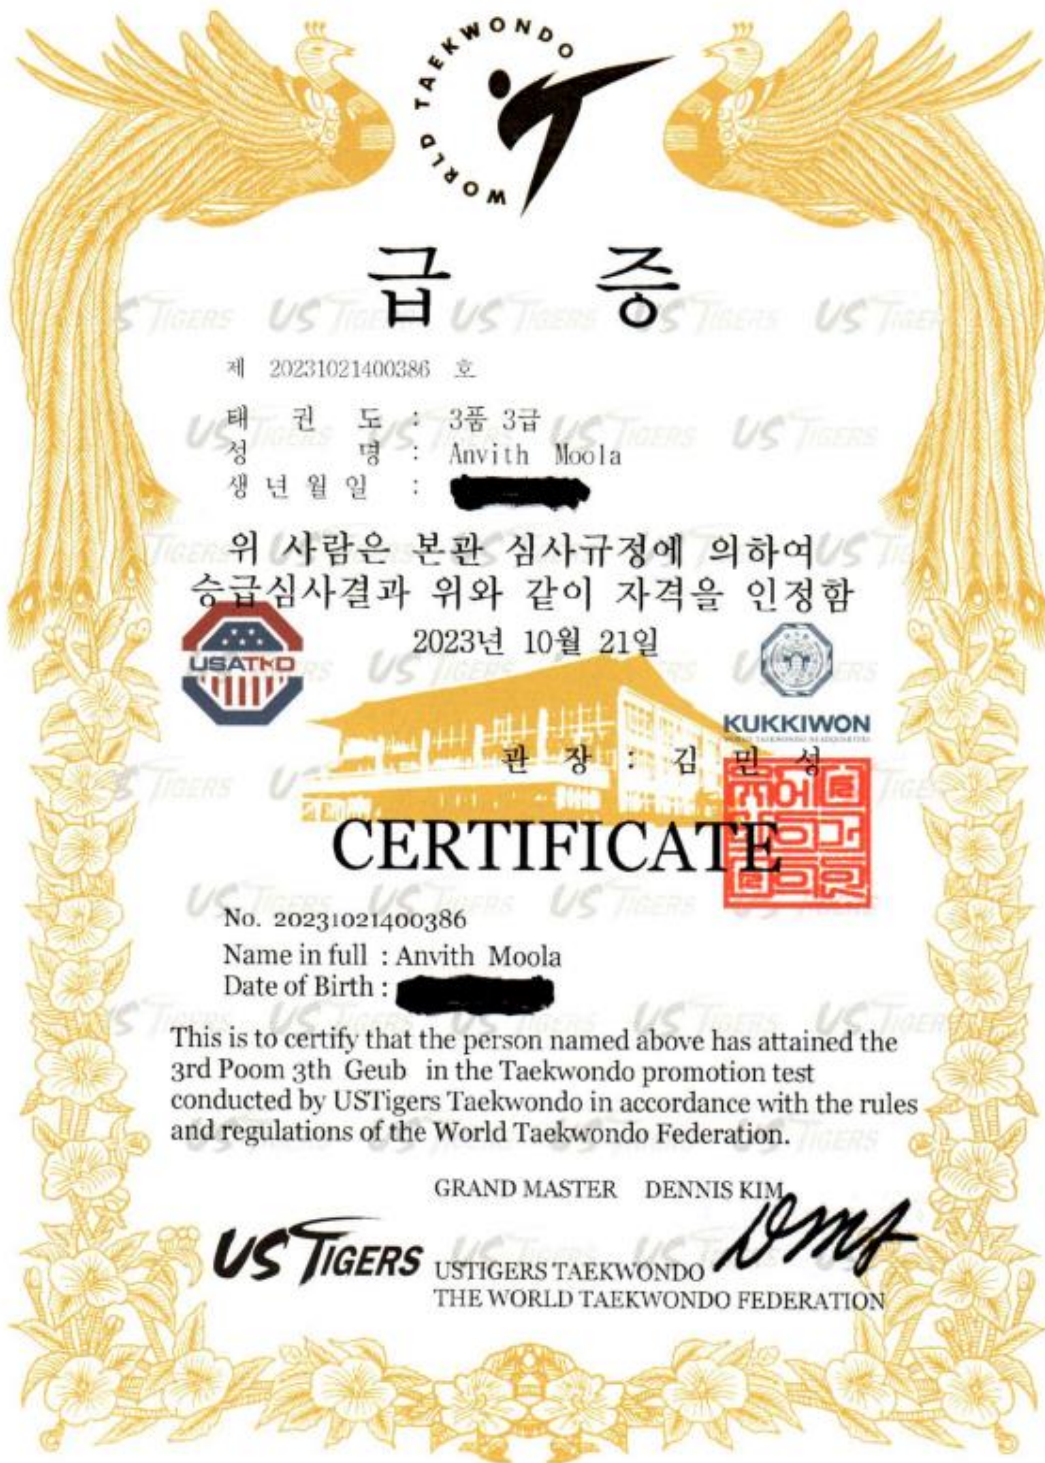 WORLD TAEKWONDO
급 증
제 20231021400386 호
태 권 도 : 3품 3급
성 명 : Anvith Moola
생 년 월 일 :
위 사람은 본관 심사규정에 의하여
승급심사결과 위와 같이 자격을 인정함
2023년 10월 21일
USATKD
KUKKIWON
WORLD TAEKWONDO HEADQUARTERS
관 장 : 김 민 성
CERTIFICATE
No. 20231021400386
Name in full : Anvith Moola
Date of Birth :
This is to certify that the person named above has attained the
3rd Poom 3th Geub in the Taekwondo promotion test
conducted by USTigers Taekwondo in accordance with the rules
and regulations of the World Taekwondo Federation.
GRAND MASTER DENNIS KIM
US TIGERS
USTIGERS TAEKWONDO
THE WORLD TAEKWONDO FEDERATION